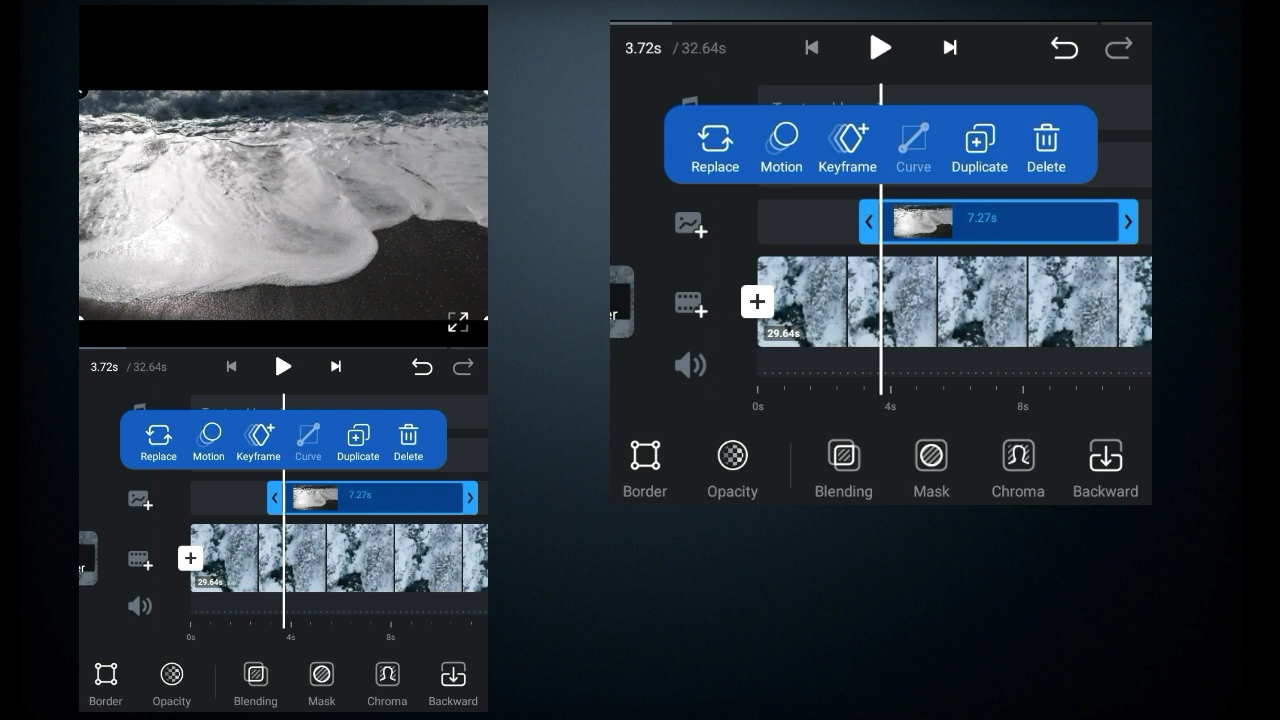 3.72s / 32.64s
Replace Motion Keyframe Curve Duplicate Delete
7.27s
29.64s
0s 4s 8s
Border Opacity Blending Mask Chroma Backward
3.72s / 32.64s
Replace Motion Keyframe Curve Duplicate Delete
7.27s
29.64s
0s 4s 8s
Border Opacity Blending Mask Chroma Backward